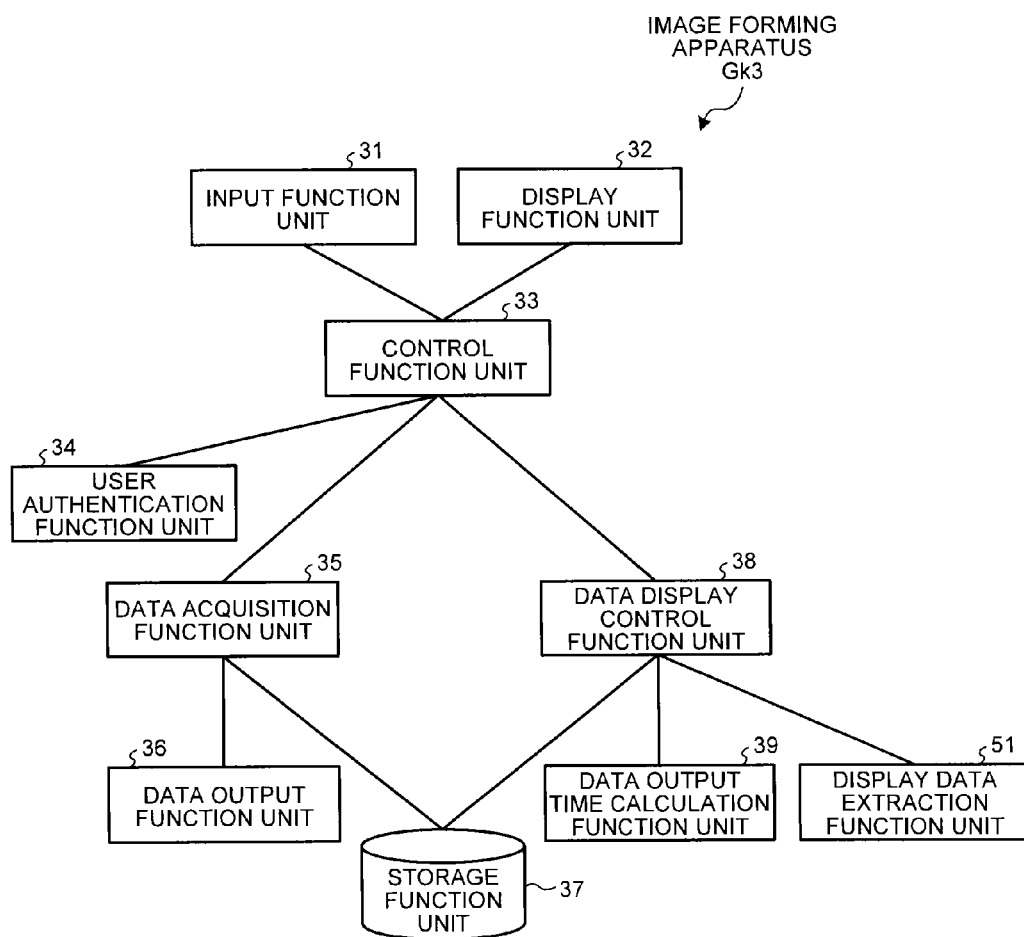 IMAGE FORMING
APPARATUS
Gk3
31
INPUT FUNCTION
UNIT
32
DISPLAY
FUNCTION UNIT
33
CONTROL
FUNCTION UNIT
34
USER
AUTHENTICATION
FUNCTION UNIT
35
DATA ACQUISITION
FUNCTION UNIT
38
DATA DISPLAY
CONTROL
FUNCTION UNIT
36
DATA OUTPUT
FUNCTION UNIT
39
DATA OUTPUT
TIME CALCULATION
FUNCTION UNIT
51
DISPLAY DATA
EXTRACTION
FUNCTION UNIT
STORAGE
FUNCTION
UNIT
37